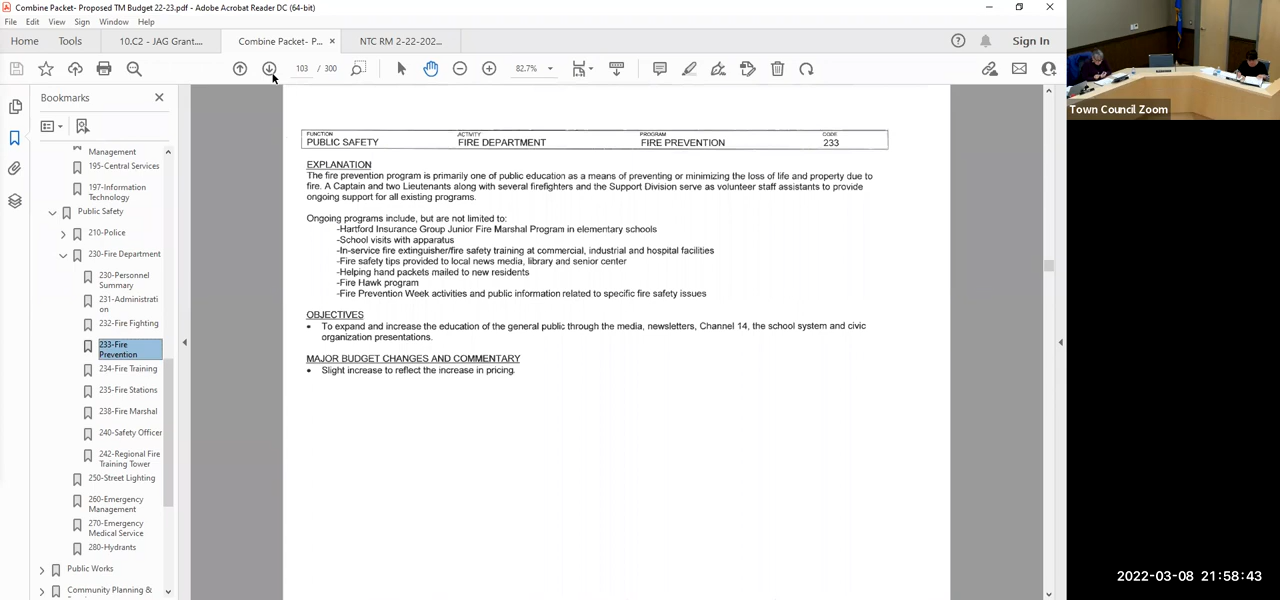 Combine Packet- Proposed TM Budget 22-23.pdf - Adobe Acrobat Reader DC (64-bit)
File Edit View Sign Window Help
Home Tools 10.C2 - JAG Grant.... Combine Packet- P... × NTC RM 2-22-202... Sign In
103 / 300 82.7%
Bookmarks
Management
195-Central Services
197-Information
Technology
Public Safety
210-Police
230-Fire Department
230-Personnel
Summary
231-Administrati
on
232-Fire Fighting
233-Fire
Prevention
234-Fire Training
235-Fire Stations
238-Fire Marshal
240-Safety Officer
242-Regional Fire
Training Tower
250-Street Lighting
260-Emergency
Management
270-Emergency
Medical Service
280-Hydrants
Public Works
Community Planning &
FUNCTION ACTIVITY PROGRAM CODE
PUBLIC SAFETY FIRE DEPARTMENT FIRE PREVENTION 233
EXPLANATION
The fire prevention program is primarily one of public education as a means of preventing or minimizing the loss of life and property due to
fire. A Captain and two Lieutenants along with several firefighters and the Support Division serve as volunteer staff assistants to provide
ongoing support for all existing programs.
Ongoing programs include, but are not limited to:
-Hartford Insurance Group Junior Fire Marshal Program in elementary schools
-School visits with apparatus
-In-service fire extinguisher/fire safety training at commercial, industrial and hospital facilities
-Fire safety tips provided to local news media, library and senior center
-Helping hand packets mailed to new residents
-Fire Hawk program
-Fire Prevention Week activities and public information related to specific fire safety issues
OBJECTIVES
• To expand and increase the education of the general public through the media, newsletters, Channel 14, the school system and civic
organization presentations.
MAJOR BUDGET CHANGES AND COMMENTARY
• Slight increase to reflect the increase in pricing.
Town Council Zoom
2022-03-08 21:58:43